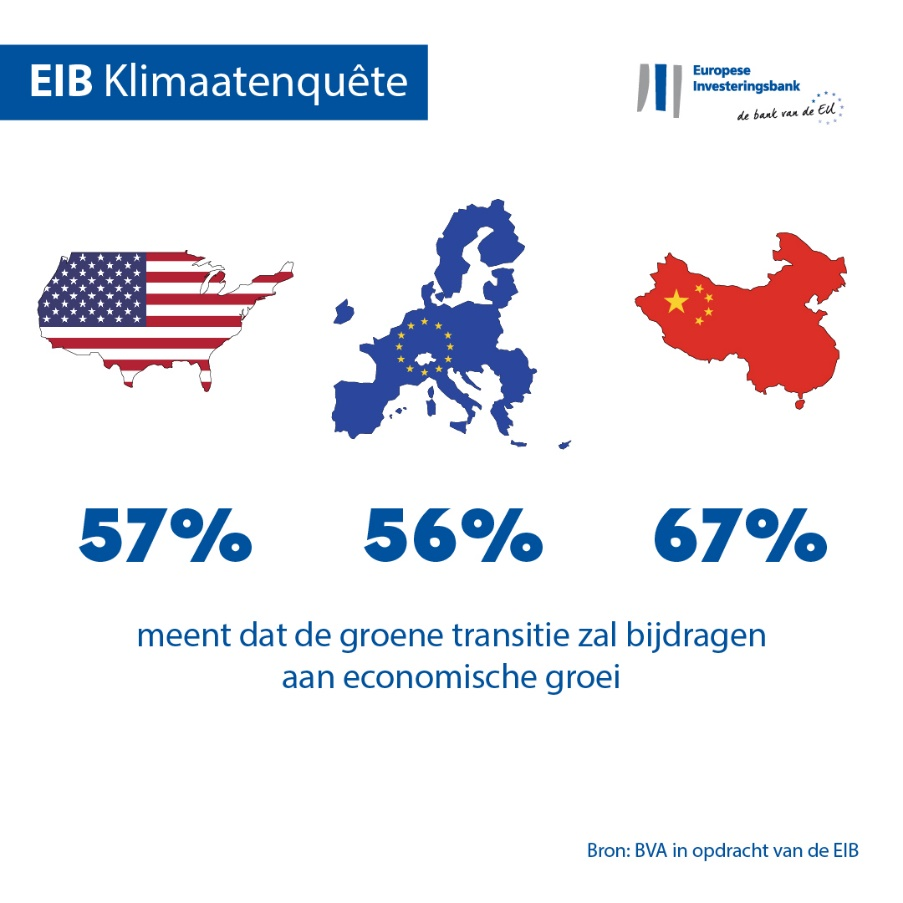 EIB Klimaatenquête
Europese
Investeringsbank
de bank van de EU
57%
56%
67%
meent dat de groene transitie zal bijdragen
aan economische groei
Bron: BVA in opdracht van de EIB